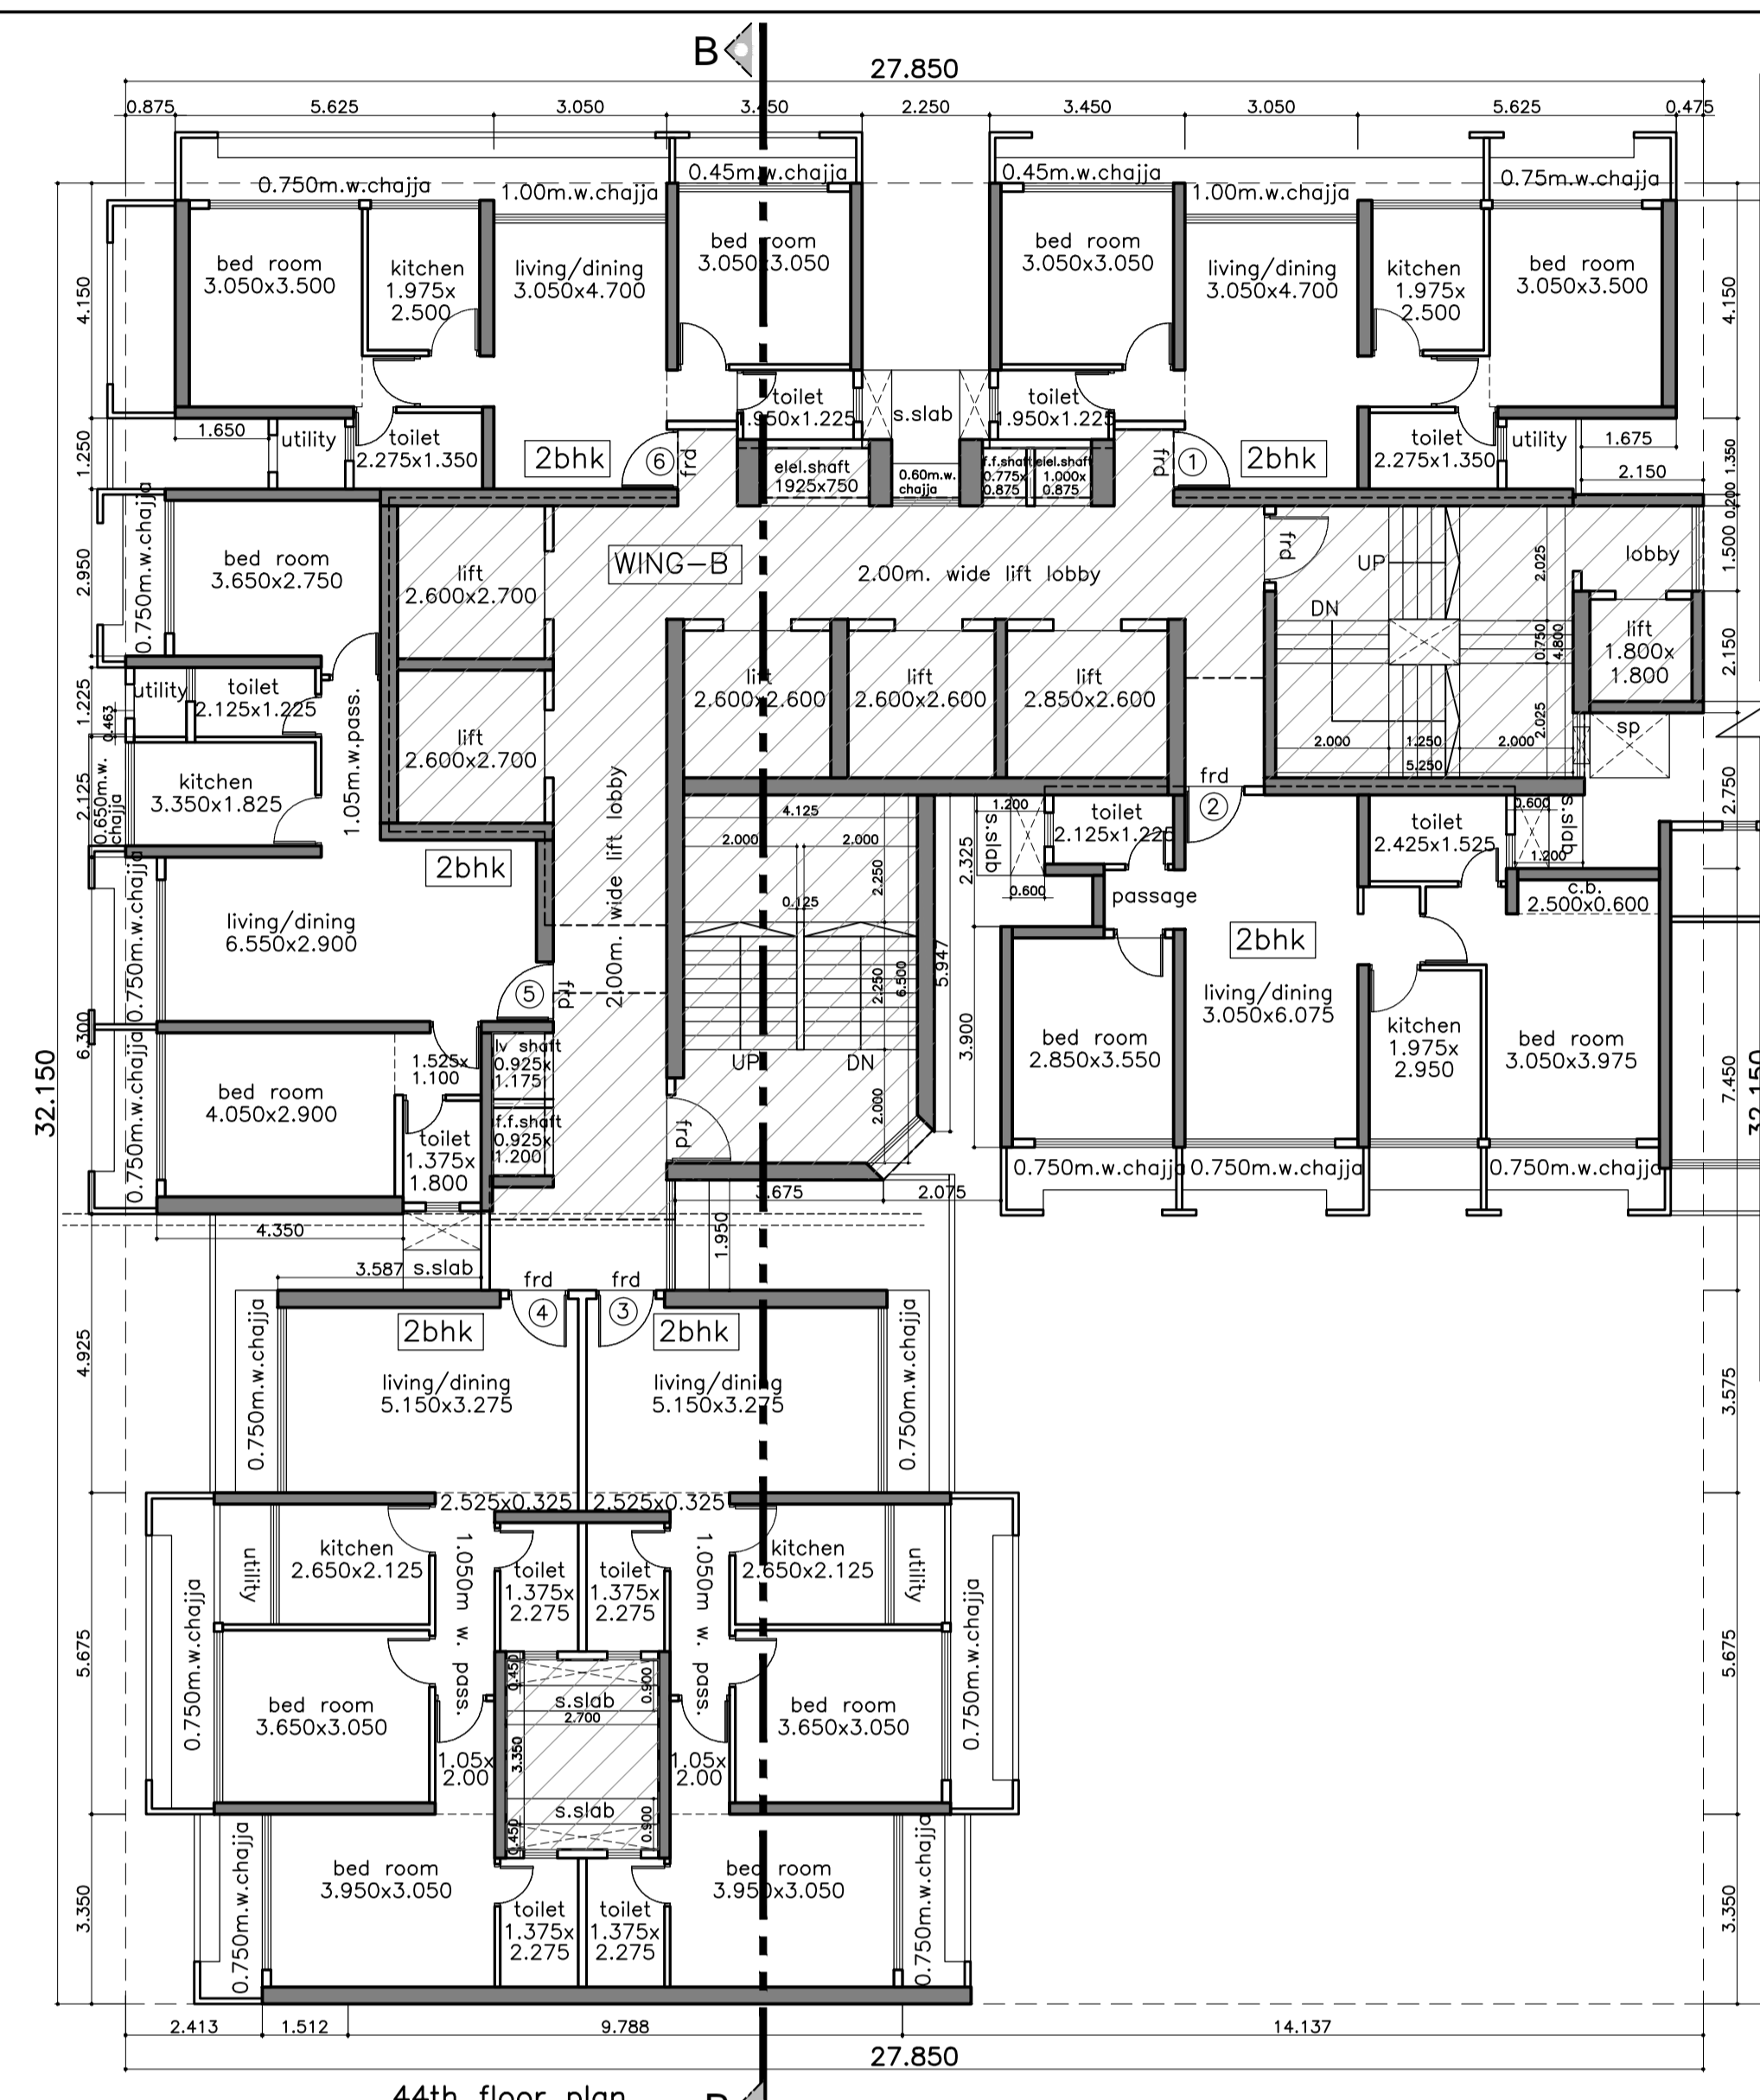 B
27.850
0.875 5.625 3.050 3.450 2.250 3.450 3.050 5.625 0.475
0.750m.w.chajja
1.00m.w.chajja
0.45m.w.chajja
0.45m.w.chajja
1.00m.w.chajja
0.75m.w.chajja
bed room
3.050x3.500
kitchen
1.975x
2.500
living/dining
3.050x4.700
bed room
3.050x3.050
bed room
3.050x3.050
living/dining
3.050x4.700
kitchen
1.975x
2.500
bed room
3.050x3.500
4.150
4.150
1.650
utility
toilet
2.275x1.350
2bhk
6
frd
toilet
1.950x1.225
s.slab
toilet
1.950x1.225
frd
1
2bhk
toilet
2.275x1.350
utility
1.675
2.150
1.250
1.350
0.200
elel.shaft
1925x750
0.60m.w.
chajja
f.f.shaft
0.775x
0.875
elel.shaft
1.000x
0.875
0.750m.w.chajja
bed room
3.650x2.750
2.950
lift
2.600x2.700
WING-B
2.00m. wide lift lobby
frd
UP
DN
2.025
lobby
1.500
lift
2.600x2.600
lift
2.600x2.600
lift
2.850x2.600
0.750
4.800
lift
1.800x
1.800
2.150
utility
toilet
2.125x1.225
1.225
0.463
1.05m.w.pass.
lift
2.600x2.700
2.025
2.000 1.250 2.000
5.250
sp
kitchen
3.350x1.825
2.125
0.650m.w.
chajja
2.750
frd
2
4.125
2.000 2.000
2.250
0.125
1.200
s.slab
2.325
0.600
toilet
2.125x1.225
passage
toilet
2.425x1.525
0.600
s.slab
1.200
c.b.
2.500x0.600
2bhk
living/dining
6.550x2.900
0.750m.w.chajja
2.00m. wide lift lobby
2bhk
5
frd
2.250
6.500
5.947
UP DN
2.000
3.900
bed room
2.850x3.550
living/dining
3.050x6.075
kitchen
1.975x
2.950
bed room
3.050x3.975
7.450
6.300
32.150
32.150
bed room
4.050x2.900
0.750m.w.chajja
1.525x
1.100
lv shaft
0.925x
1.175
f.f.shaft
0.925x
1.200
toilet
1.375x
1.800
frd
0.750m.w.chajja
0.750m.w.chajja
0.750m.w.chajja
3.675
2.075
1.950
4.350
3.587
s.slab
frd
frd
4
3
2bhk
2bhk
0.750m.w.chajja
living/dining
5.150x3.275
living/dining
5.150x3.275
0.750m.w.chajja
4.925
3.575
2.525x0.325
2.525x0.325
utility
kitchen
2.650x2.125
1.050m w. pass.
toilet
1.375x
2.275
toilet
1.375x
2.275
1.050m w. pass.
kitchen
2.650x2.125
utility
0.750m.w.chajja
0.750m.w.chajja
5.675
5.675
bed room
3.650x3.050
0.450
s.slab
0.900
2.700
3.350
bed room
3.650x3.050
1.05x
2.00
1.05x
2.00
s.slab
0.450
0.900
0.750m.w.chajja
bed room
3.950x3.050
toilet
1.375x
2.275
toilet
1.375x
2.275
bed room
3.950x3.050
0.750m.w.chajja
3.350
3.350
2.413 1.512 9.788 14.137
27.850
44th floor plan